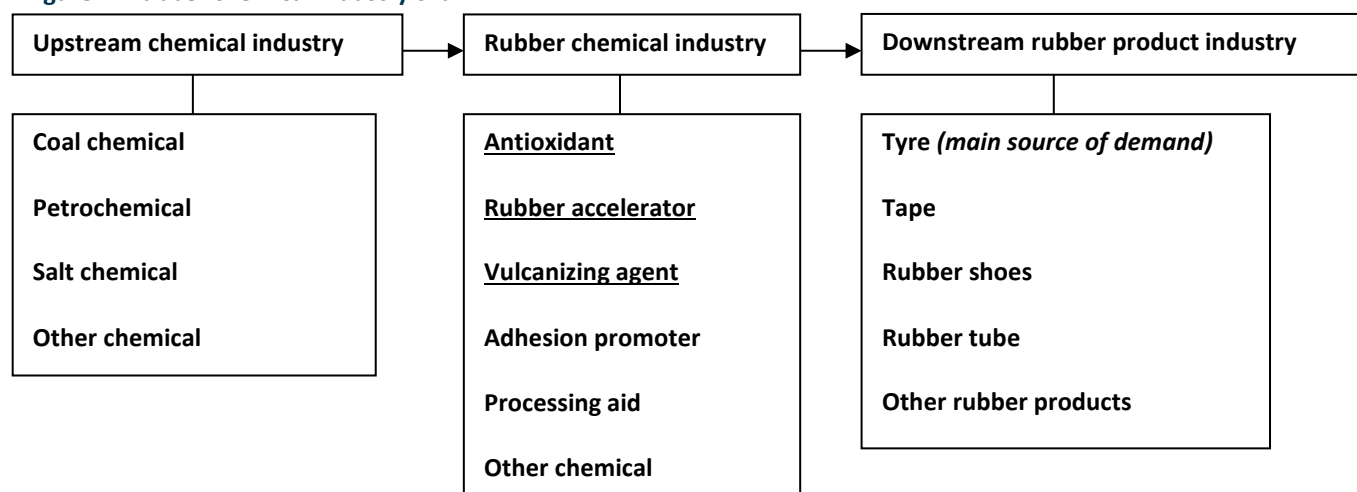 Upstream chemical industry
Rubber chemical industry
Downstream rubber product industry
Coal chemical
Petrochemical
Salt chemical
Other chemical
Antioxidant
Rubber accelerator
Vulcanizing agent
Adhesion promoter
Processing aid
Other chemical
Tyre (main source of demand)
Tape
Rubber shoes
Rubber tube
Other rubber products